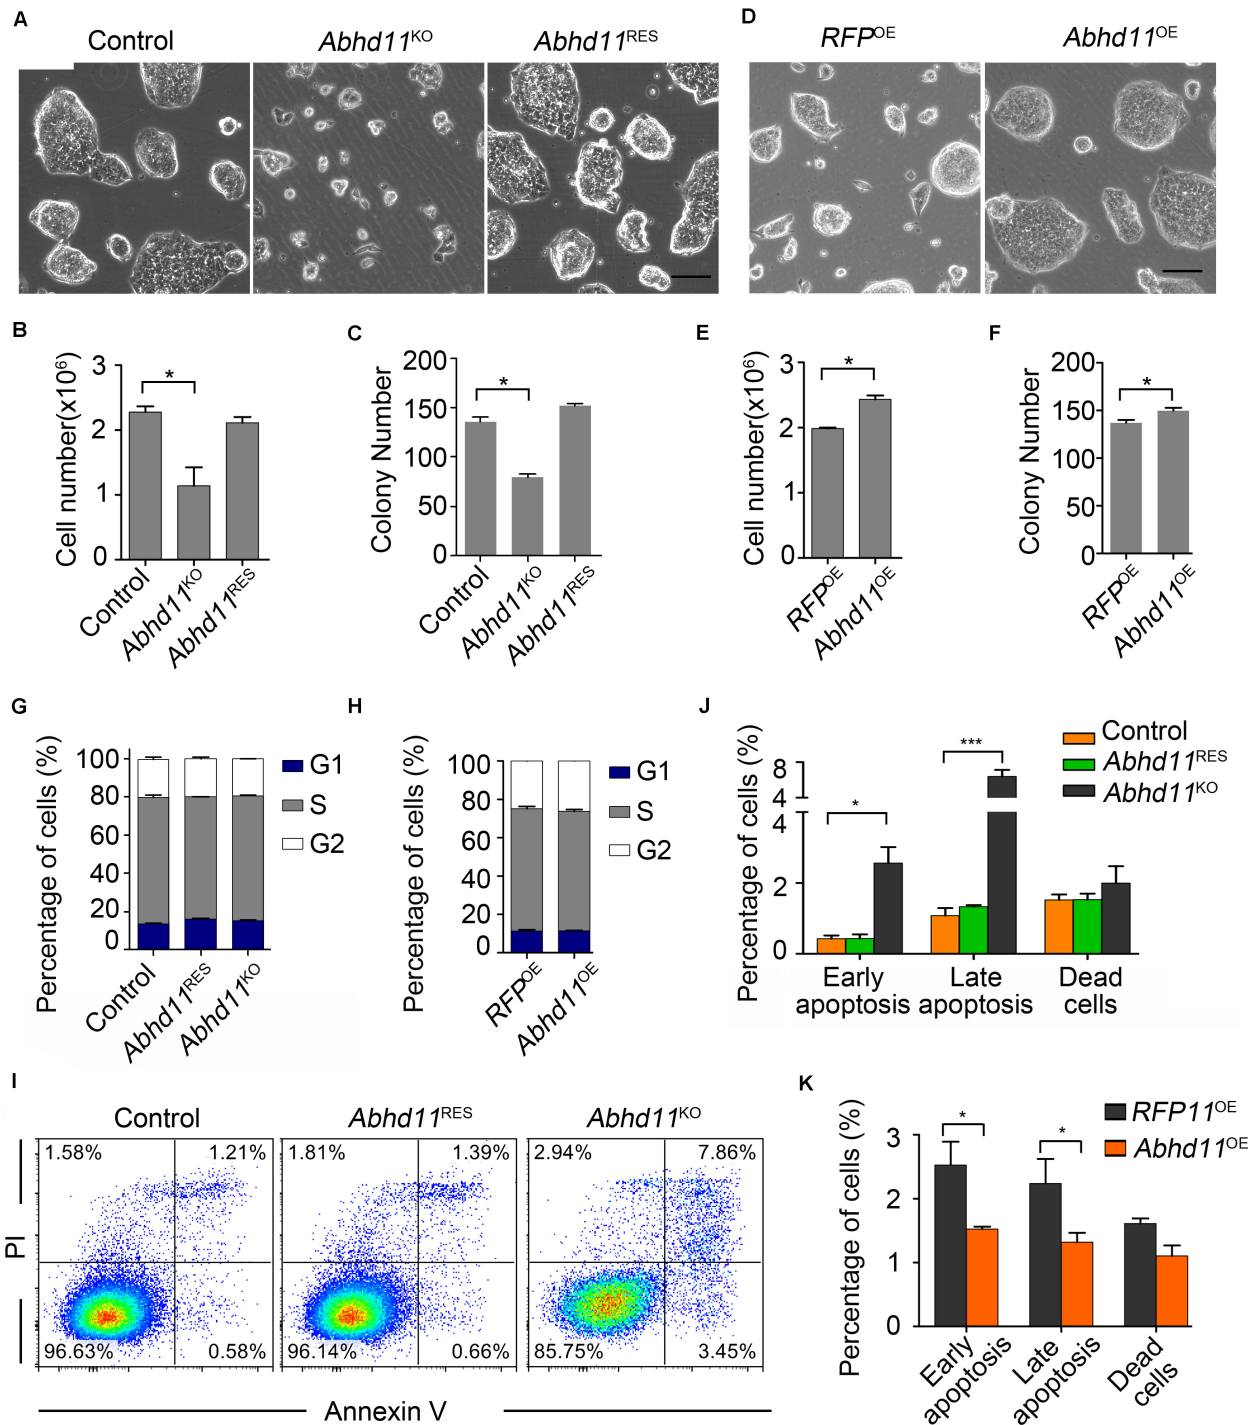 A
Control
Abhd11KO
Abhd11RES
D
RFPOE
Abhd11OE
B
Cell number(x10⁶)
3
2
1
0
*
Control
Abhd11KO
Abhd11RES
C
Colony Number
200
150
100
50
0
*
Control
Abhd11KO
Abhd11RES
E
Cell number(x10⁶)
3
2
1
0
*
RFPOE
Abhd11OE
F
Colony Number
200
150
100
50
0
*
RFPOE
Abhd11OE
G
Percentage of cells (%)
100
80
60
40
20
0
Control
Abhd11RES
Abhd11KO
G1
S
G2
H
Percentage of cells (%)
100
80
60
40
20
0
RFPOE
Abhd11OE
G1
S
G2
J
Percentage of cells (%)
8
4
4
2
0
*
***
Control
Abhd11RES
Abhd11KO
Early apoptosis
Late apoptosis
Dead cells
I
Control
Abhd11RES
Abhd11KO
1.58% 1.21%
96.63% 0.58%
1.81% 1.39%
96.14% 0.66%
2.94% 7.86%
85.75% 3.45%
PI
Annexin V
K
Percentage of cells (%)
3
2
1
0
*
*
RFP11OE
Abhd11OE
Early apoptosis
Late apoptosis
Dead cells